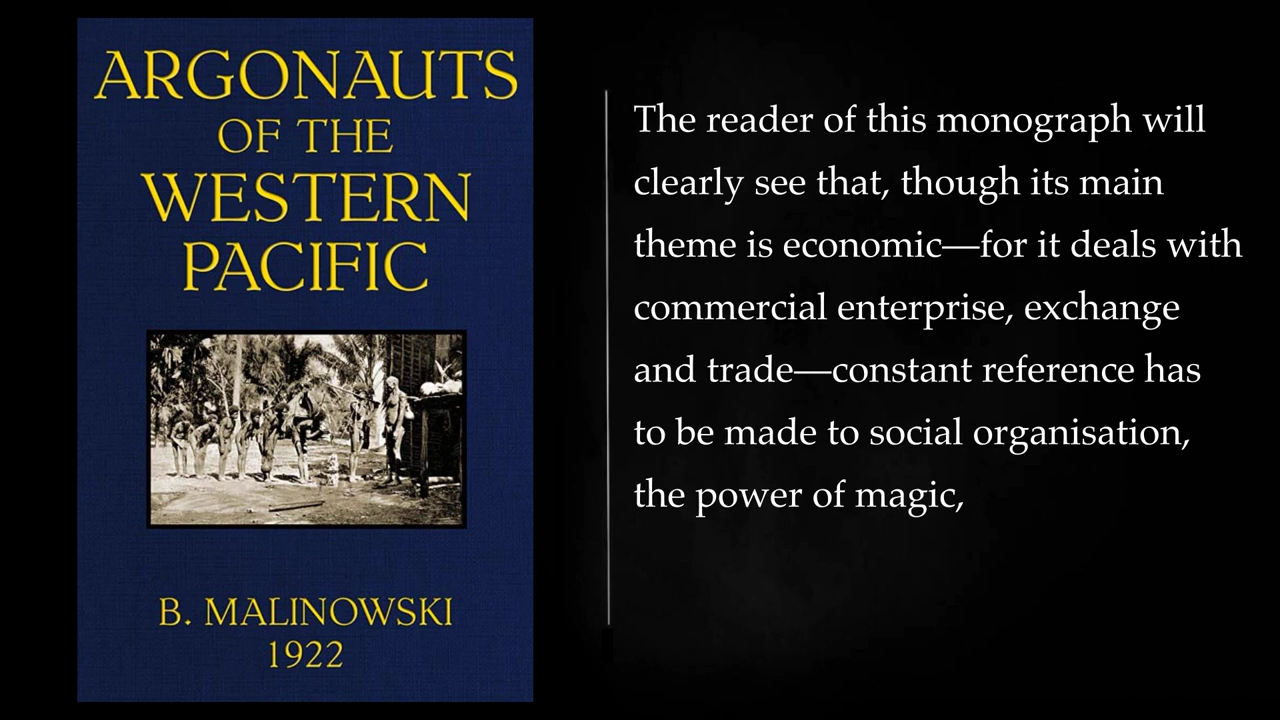 ARGONAUTS
OF THE
WESTERN
PACIFIC
B. MALINOWSKI
1922
The reader of this monograph will
clearly see that, though its main
theme is economic—for it deals with
commercial enterprise, exchange
and trade—constant reference has
to be made to social organisation,
the power of magic,